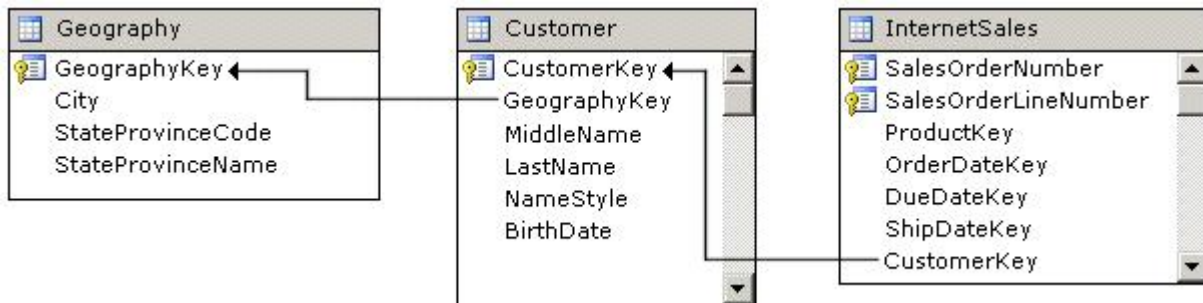 Geography
GeographyKey
City
StateProvinceCode
StateProvinceName
Customer
CustomerKey
GeographyKey
MiddleName
LastName
NameStyle
BirthDate
InternetSales
SalesOrderNumber
SalesOrderLineNumber
ProductKey
OrderDateKey
DueDateKey
ShipDateKey
CustomerKey